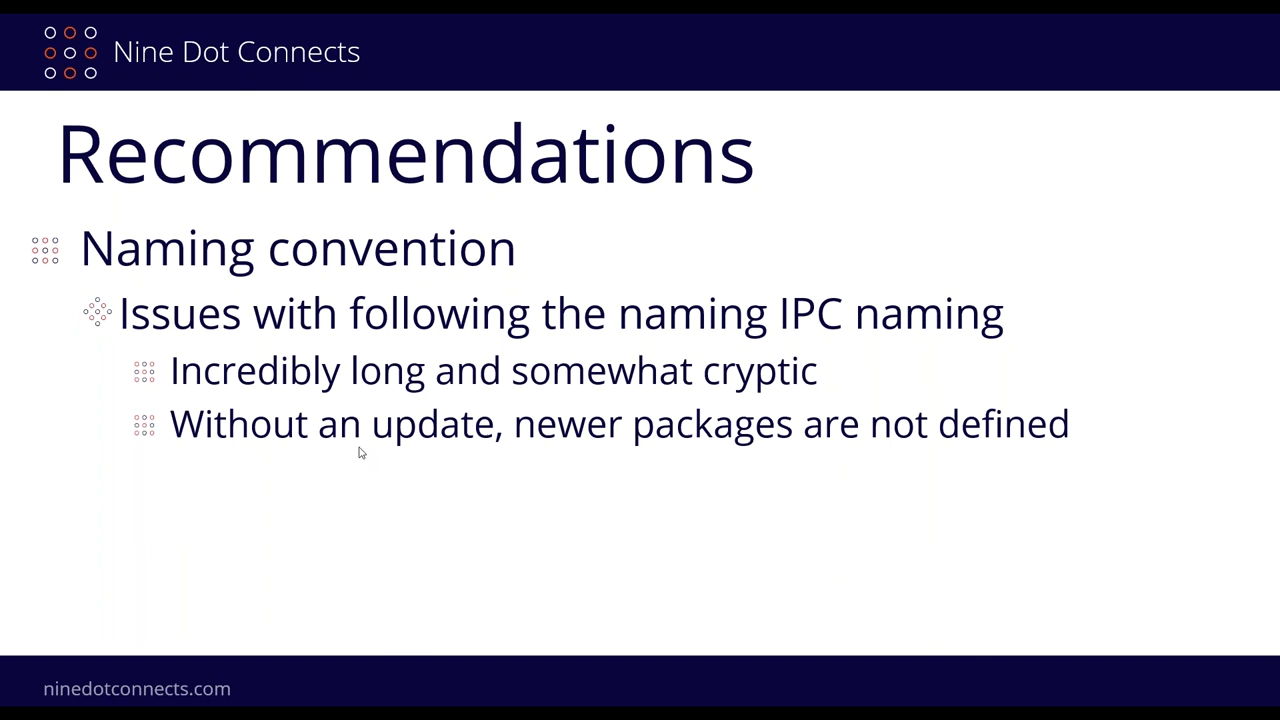 Nine Dot Connects
Recommendations
Naming convention
Issues with following the naming IPC naming
Incredibly long and somewhat cryptic
Without an update, newer packages are not defined
ninedotconnects.com